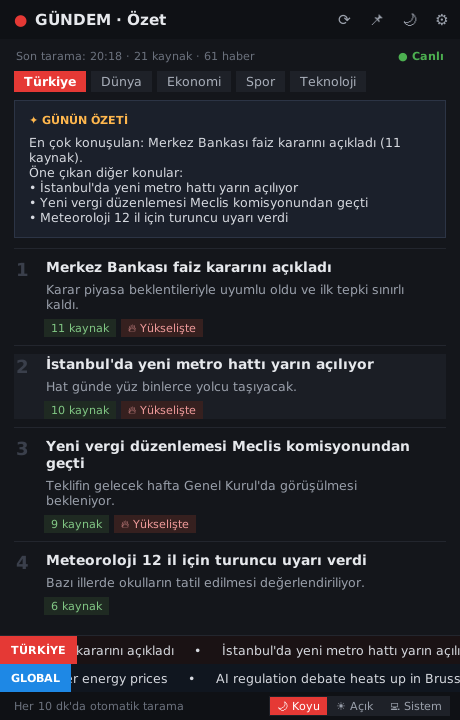 GÜNDEM · Özet
Son tarama: 20:18 · 21 kaynak · 61 haber
● Canlı
Türkiye Dünya Ekonomi Spor Teknoloji
✦ GÜNÜN ÖZETİ
En çok konuşulan: Merkez Bankası faiz kararını açıkladı (11
kaynak).
Öne çıkan diğer konular:
• İstanbul'da yeni metro hattı yarın açılıyor
• Yeni vergi düzenlemesi Meclis komisyonundan geçti
• Meteoroloji 12 il için turuncu uyarı verdi
1 Merkez Bankası faiz kararını açıkladı
Karar piyasa beklentileriyle uyumlu oldu ve ilk tepki sınırlı
kaldı.
11 kaynak 🔥 Yükselişte
2 İstanbul'da yeni metro hattı yarın açılıyor
Hat günde yüz binlerce yolcu taşıyacak.
10 kaynak 🔥 Yükselişte
3 Yeni vergi düzenlemesi Meclis komisyonundan
geçti
Teklifin gelecek hafta Genel Kurul'da görüşülmesi
bekleniyor.
9 kaynak 🔥 Yükselişte
4 Meteoroloji 12 il için turuncu uyarı verdi
Bazı illerde okulların tatil edilmesi değerlendiriliyor.
6 kaynak
TÜRKİYE kararını açıkladı • İstanbul'da yeni metro hattı yarın açılı
GLOBAL er energy prices • AI regulation debate heats up in Bruss
Her 10 dk'da otomatik tarama 🌙 Koyu ☀ Açık 💻 Sistem